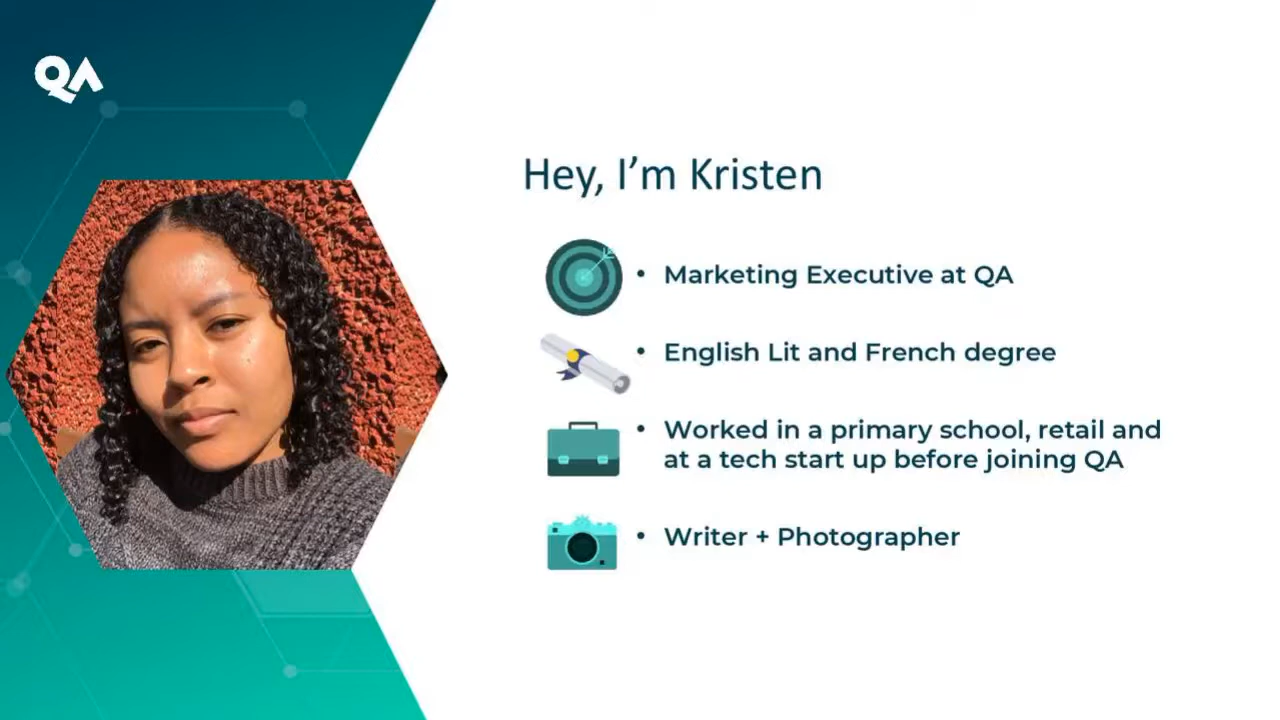 QA
Hey, I’m Kristen
• Marketing Executive at QA
• English Lit and French degree
• Worked in a primary school, retail and
at a tech start up before joining QA
• Writer + Photographer